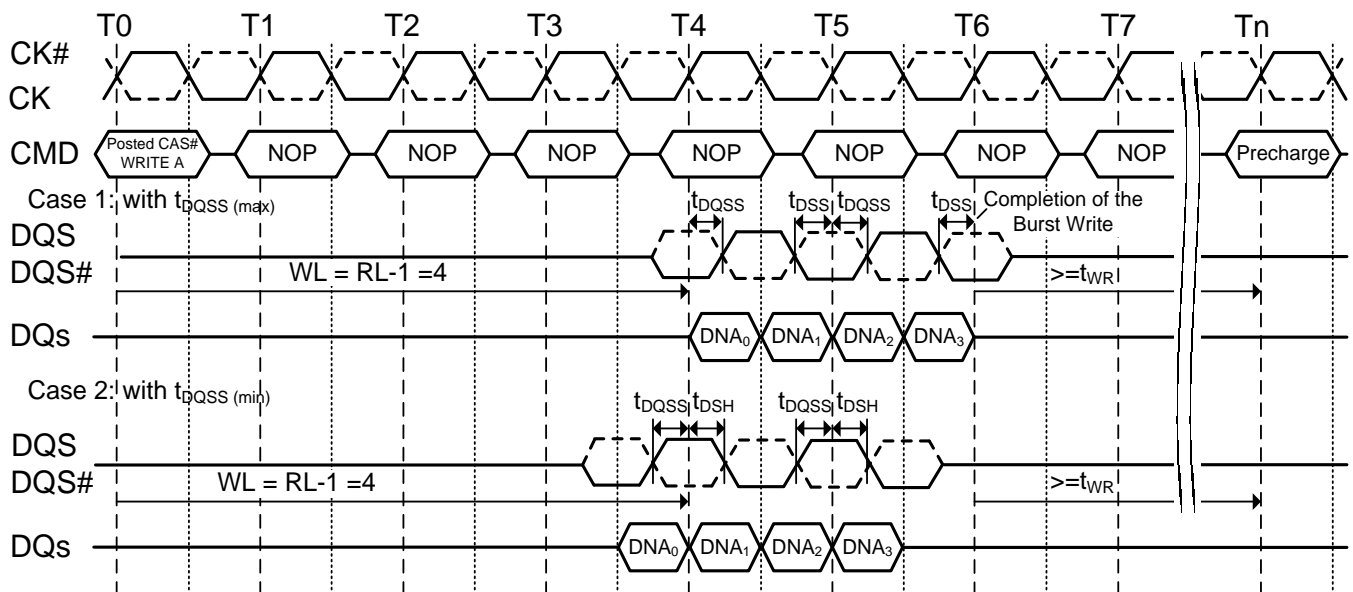 T0 T1 T2 T3 T4 T5 T6 T7 Tn
CK#
CK
CMD
Posted CAS#
WRITE A
NOP NOP NOP NOP NOP NOP NOP Precharge
Case 1: with tDQSS (max)
tDQSS tDSS tDQSS tDSS
Completion of the
Burst Write
DQS
DQS#
WL = RL-1 =4
>=tWR
DQs
DNA0 DNA1 DNA2 DNA3
Case 2: with tDQSS (min)
tDQSS tDSH tDQSS tDSH
DQS
DQS#
WL = RL-1 =4
>=tWR
DQs
DNA0 DNA1 DNA2 DNA3